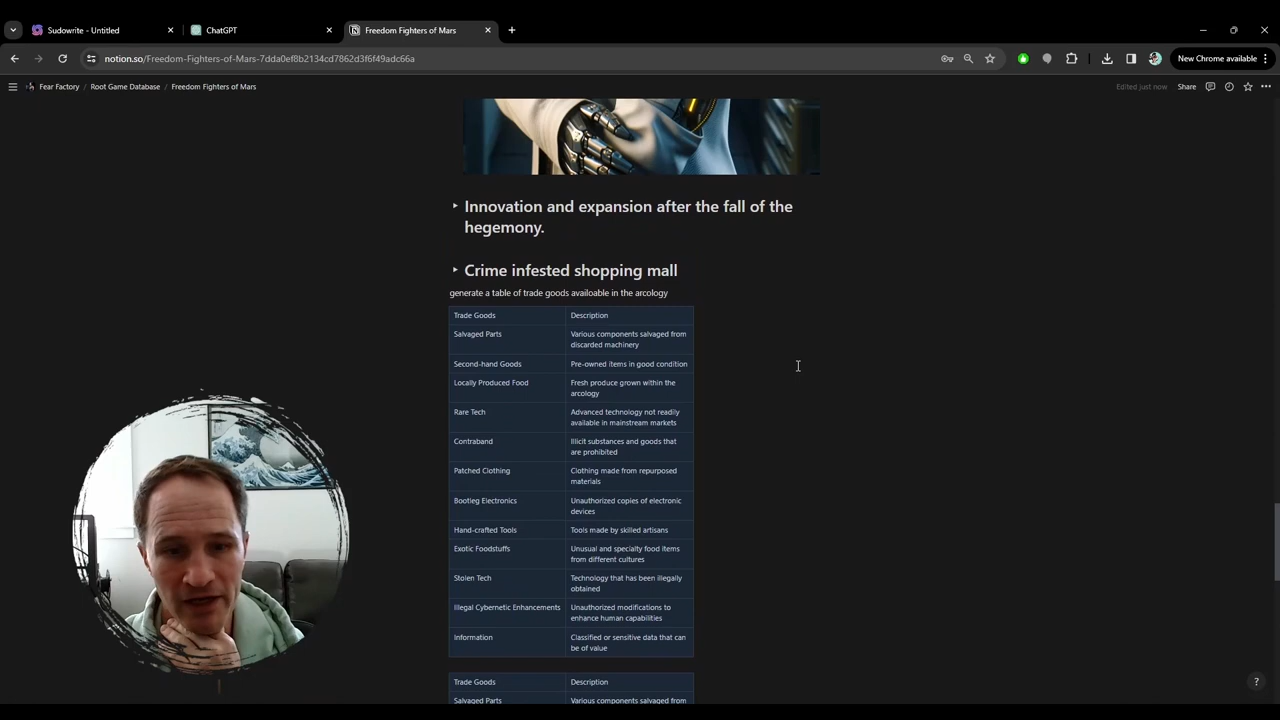 Sudowrite - Untitled
ChatGPT
Freedom Fighters of Mars
notion.so/Freedom-Fighters-of-Mars-7dda0ef8b2134cd7862d3f6f49adc66a
New Chrome available
Fear Factory / Root Game Database / Freedom Fighters of Mars
Edited just now
Share
Innovation and expansion after the fall of the
hegemony.
Crime infested shopping mall
generate a table of trade goods availoable in the arcology
Trade Goods Description
Salvaged Parts Various components salvaged from
discarded machinery
Second-hand Goods Pre-owned items in good condition
Locally Produced Food Fresh produce grown within the
arcology
Rare Tech Advanced technology not readily
available in mainstream markets
Contraband Illicit substances and goods that
are prohibited
Patched Clothing Clothing made from repurposed
materials
Bootleg Electronics Unauthorized copies of electronic
devices
Hand-crafted Tools Tools made by skilled artisans
Exotic Foodstuffs Unusual and specialty food items
from different cultures
Stolen Tech Technology that has been illegally
obtained
Illegal Cybernetic Enhancements Unauthorized modifications to
enhance human capabilities
Information Classified or sensitive data that can
be of value
Trade Goods Description
Salvaged Parts Various components salvaged from
?